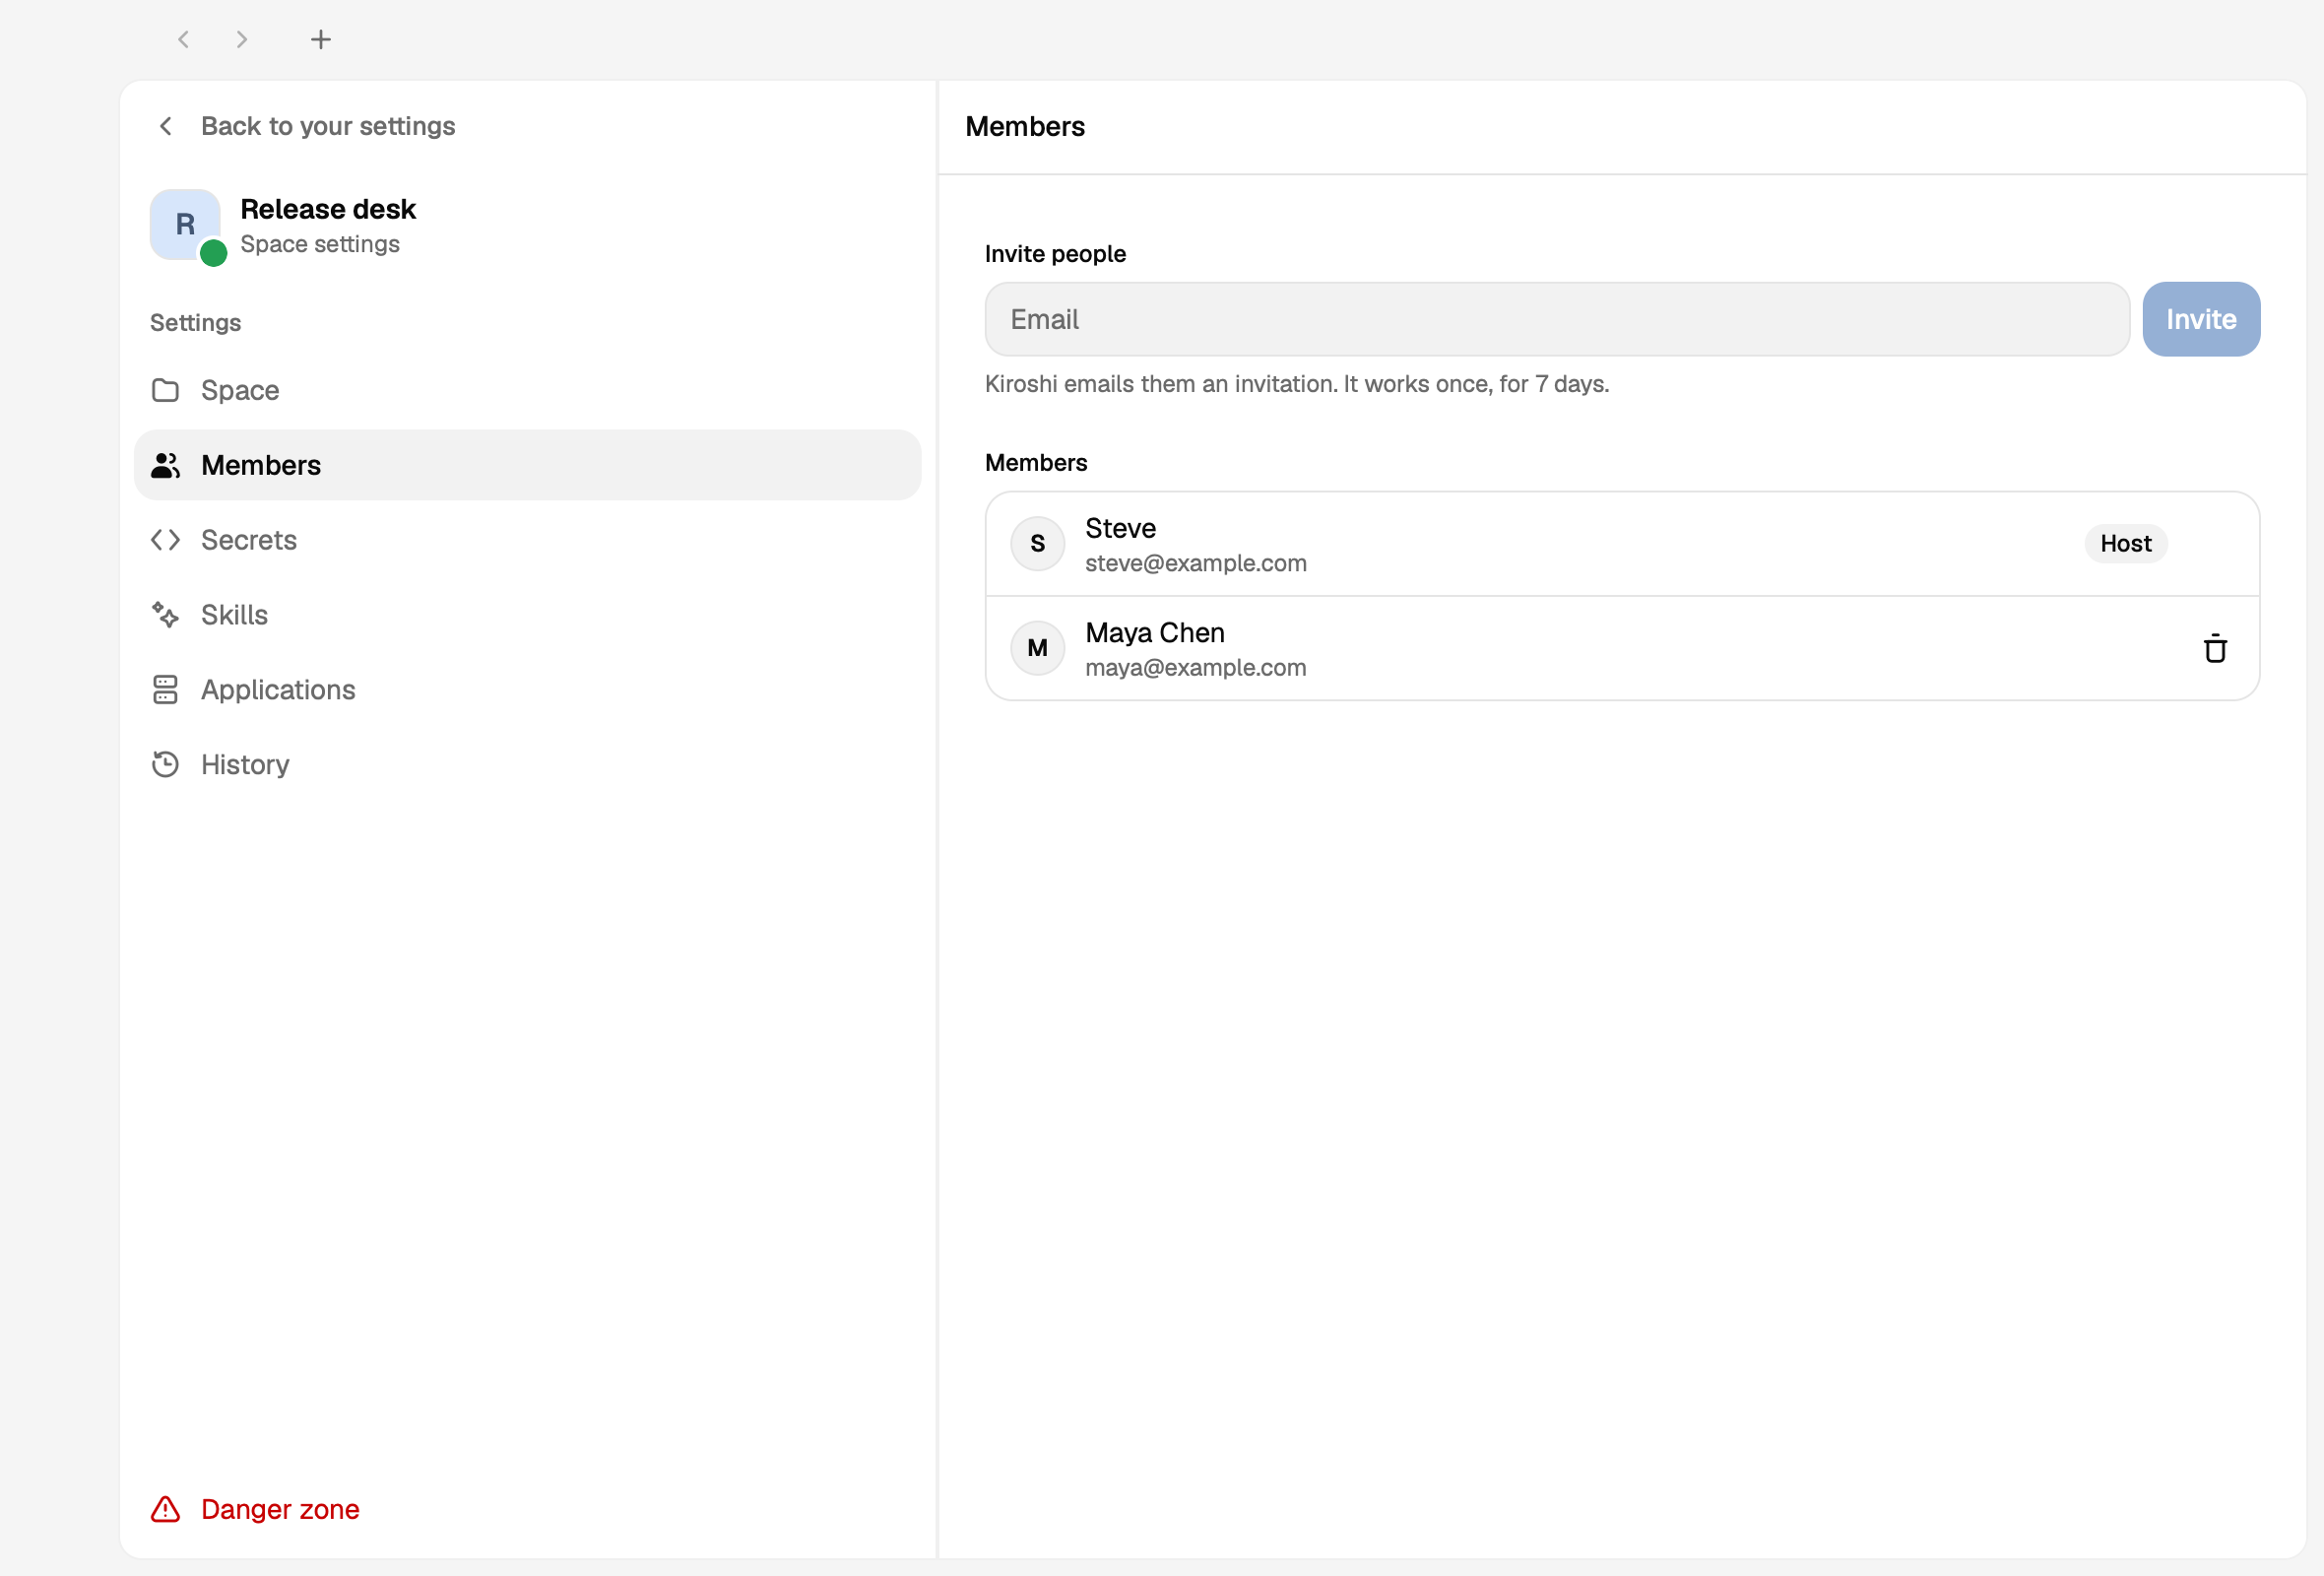 Back to your settings
R
Release desk
Space settings
Settings
Space
Members
Secrets
Skills
Applications
History
Danger zone
Members
Invite people
Email
Invite
Kiroshi emails them an invitation. It works once, for 7 days.
Members
S
Steve
steve@example.com
Host
M
Maya Chen
maya@example.com